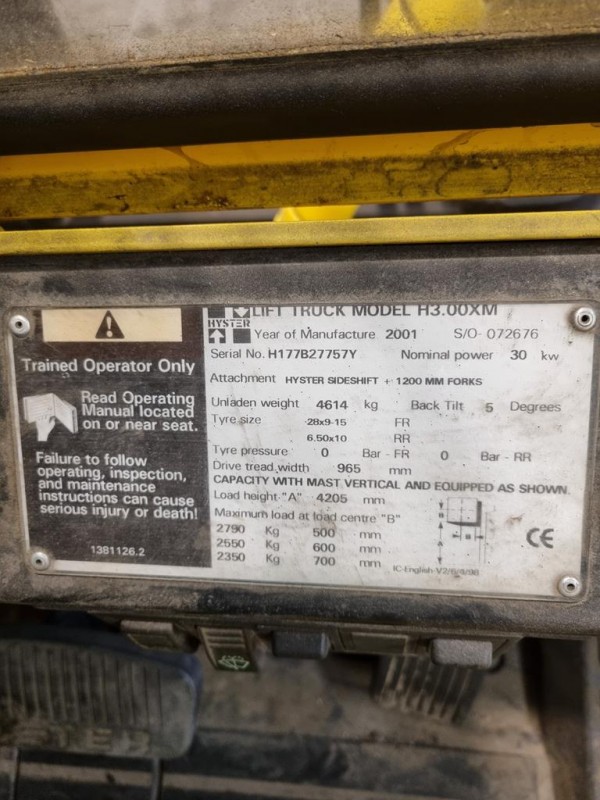 LIFT TRUCK MODEL H3.00XM
HYSTER
Year of Manufacture 2001 S/O- 072676
Serial No. H177B27757Y Nominal power 30 kw
Attachment HYSTER SIDESHIFT + 1200 MM FORKS
Unladen weight 4614 kg Back Tilt 5 Degrees
Tyre size 28x9-15 FR
6.50x10 RR
Tyre pressure 0 Bar - FR 0 Bar - RR
Drive tread width 965 mm
CAPACITY WITH MAST VERTICAL AND EQUIPPED AS SHOWN.
Load height "A" 4205 mm
Maximum load at load centre "B"
2790 Kg 500 mm
2550 Kg 600 mm
2350 Kg 700 mm
A
B
CE
Trained Operator Only
Read Operating
Manual located
on or near seat.
Failure to follow
operating, inspection,
and maintenance
instructions can cause
serious injury or death!
1381126.2